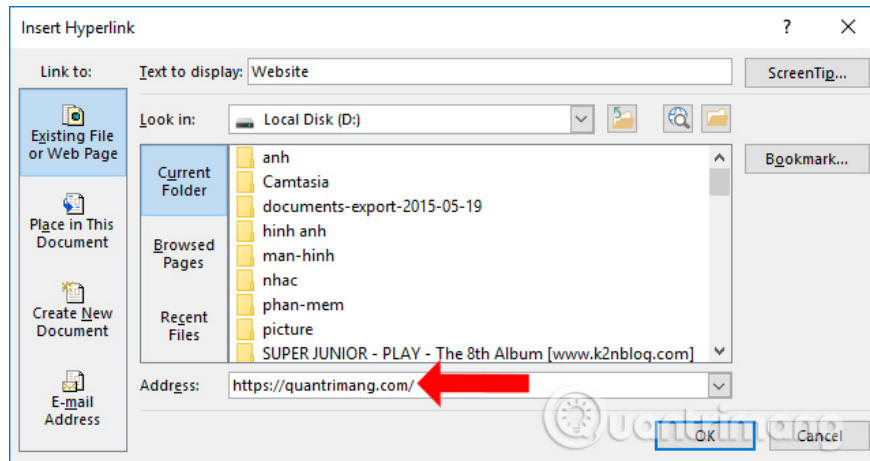 Insert Hyperlink
?
Link to:
Text to display:
Website
ScreenTip...
Existing File
or Web Page
Look in:
Local Disk (D:)
Bookmark...
Current
Folder
anh
Camtasia
documents-export-2015-05-19
hinh anh
man-hinh
nhac
phan-mem
picture
SUPER JUNIOR - PLAY - The 8th Album [www.k2nblog.com]
Place in This
Document
Browsed
Pages
Create New
Document
Recent
Files
E-mail
Address
Address:
https://quantrimang.com/
Quantrimang
OK
Cancel